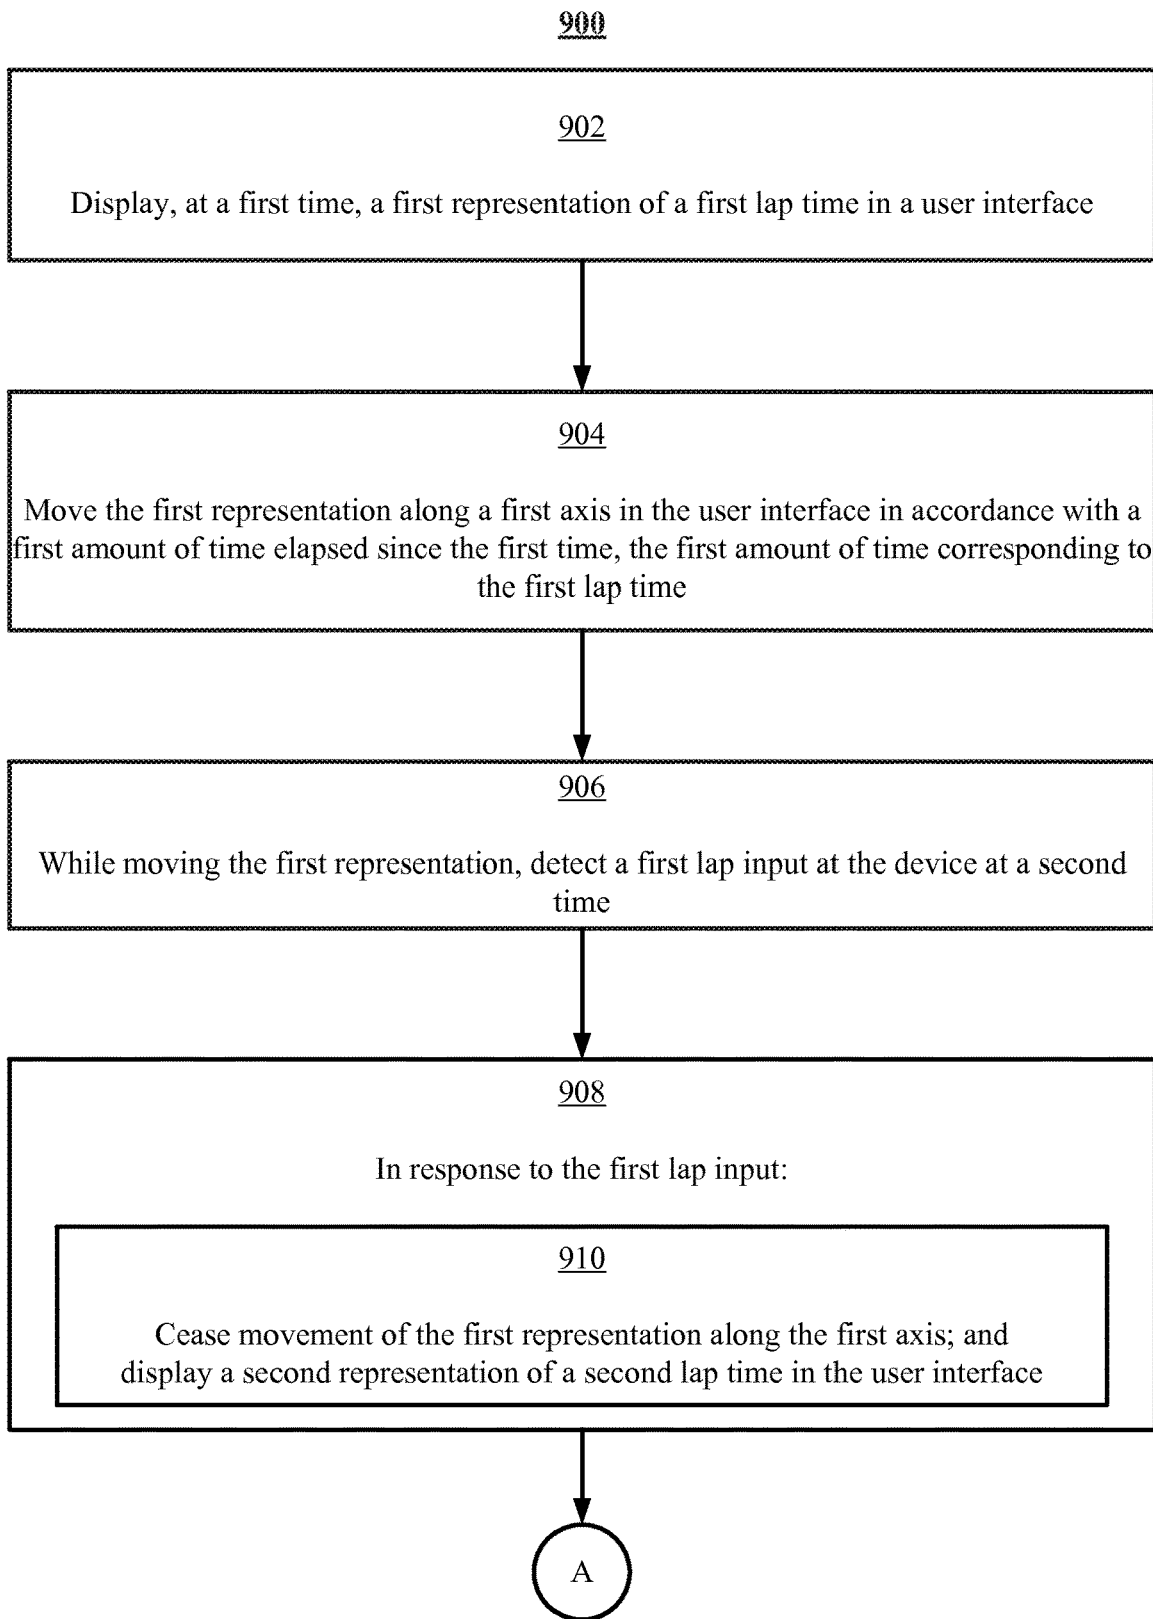 900
902
Display, at a first time, a first representation of a first lap time in a user interface
904
Move the first representation along a first axis in the user interface in accordance with a
first amount of time elapsed since the first time, the first amount of time corresponding to
the first lap time
906
While moving the first representation, detect a first lap input at the device at a second
time
908
In response to the first lap input:
910
Cease movement of the first representation along the first axis; and
display a second representation of a second lap time in the user interface
A